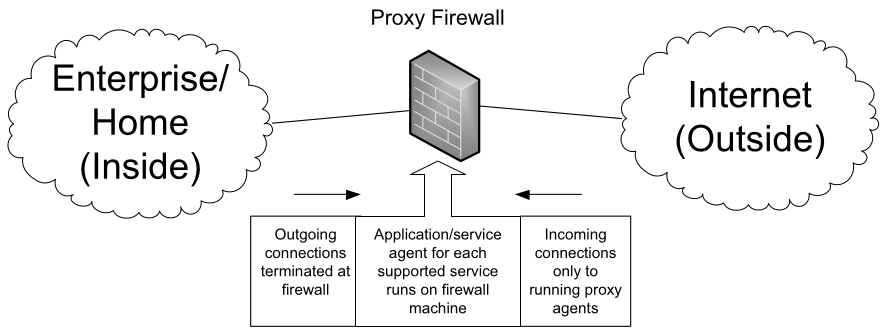 Proxy Firewall
Enterprise/
Home
(Inside)
Internet
(Outside)
Outgoing
connections
terminated at
firewall
Application/service
agent for each
supported service
runs on firewall
machine
Incoming
connections
only to
running proxy
agents